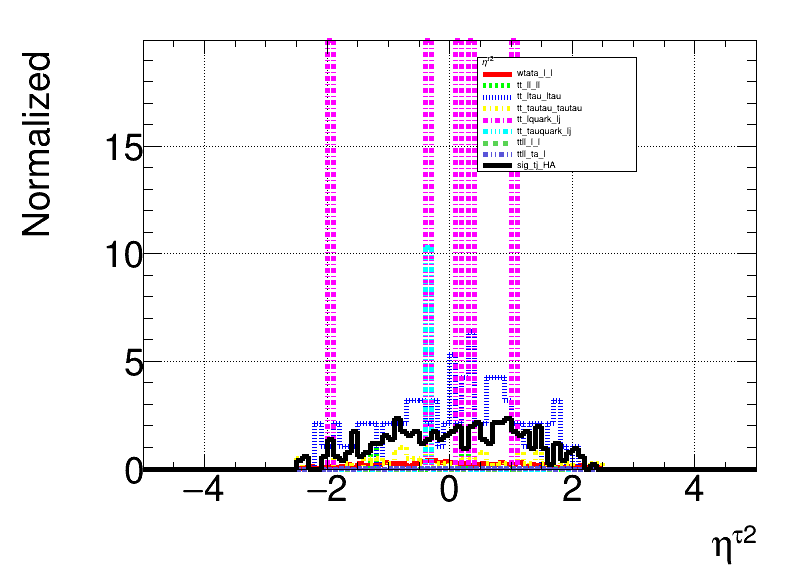 Normalized
η^τ2
wtata_l_l
tt_ll_ll
tt_ltau_ltau
tt_tautau_tautau
tt_lquark_lj
tt_tauquark_lj
ttll_l_l
ttll_ta_l
sig_tj_HA
15
10
5
0
−4 −2 0 2 4
η^τ2